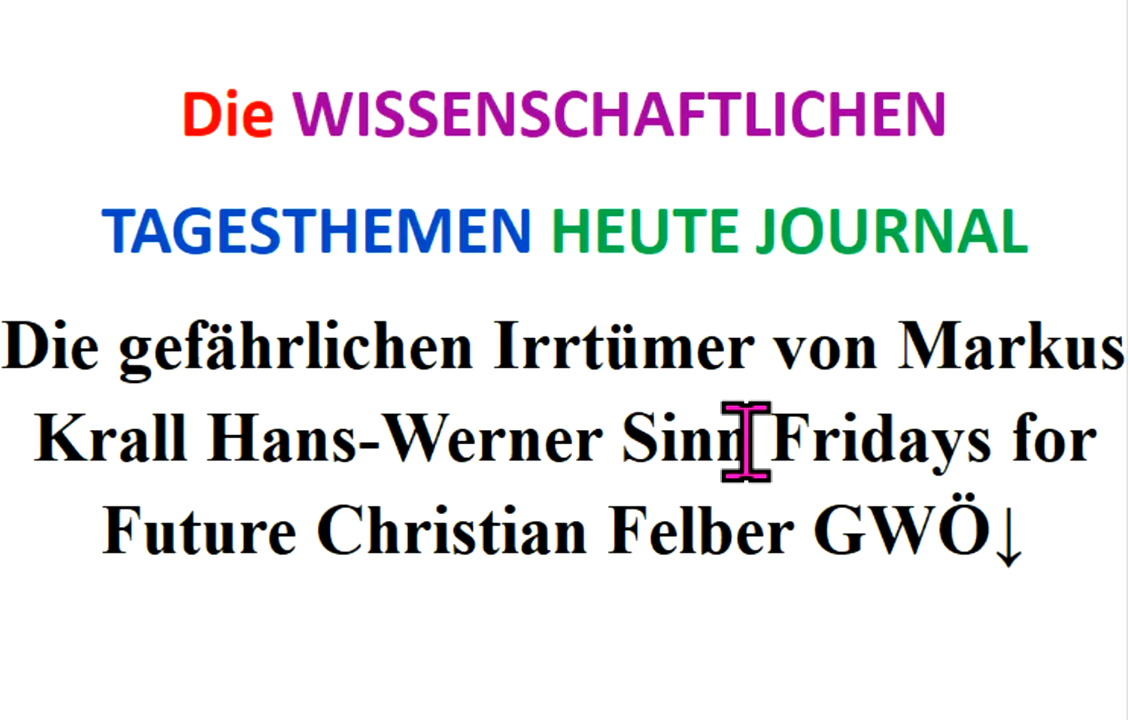 Die WISSENSCHAFTLICHEN
TAGESTHEMEN HEUTE JOURNAL
Die gefährlichen Irrtümer von Markus
Krall Hans-Werner Sinn Fridays for
Future Christian Felber GWÖ↓